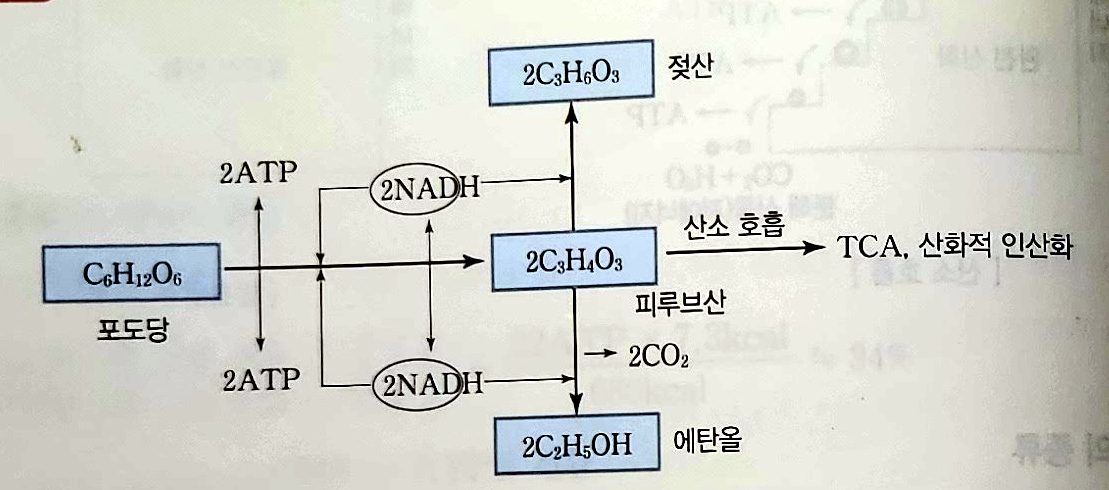 2C₃H₆O₃ 젖산
2ATP
2NADH
산소 호흡
C₆H₁₂O₆
2C₃H₄O₃
TCA, 산화적 인산화
포도당
피루브산
2CO₂
2ATP
2NADH
2C₂H₅OH 에탄올